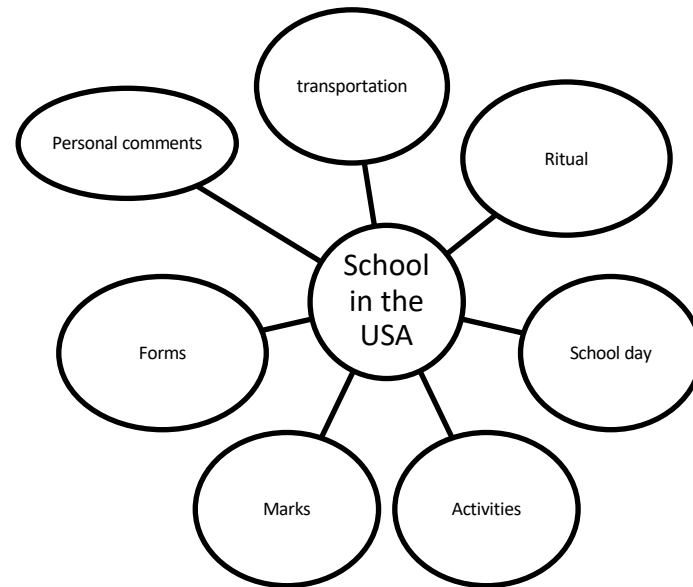 transportation
Personal comments
Ritual
School
in the
USA
Forms
School day
Marks
Activities